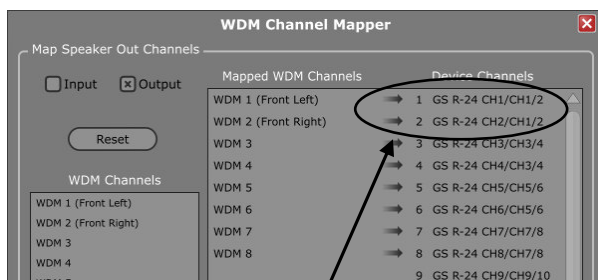 WDM Channel Mapper
Map Speaker Out Channels
Input Output
Reset
WDM Channels
WDM 1 (Front Left)
WDM 2 (Front Right)
WDM 3
WDM 4
Mapped WDM Channels Device Channels
WDM 1 (Front Left) 1 GS R-24 CH1/CH1/2
WDM 2 (Front Right) 2 GS R-24 CH2/CH1/2
WDM 3 3 GS R-24 CH3/CH3/4
WDM 4 4 GS R-24 CH4/CH3/4
WDM 5 5 GS R-24 CH5/CH5/6
WDM 6 6 GS R-24 CH6/CH5/6
WDM 7 7 GS R-24 CH7/CH7/8
WDM 8 8 GS R-24 CH8/CH7/8
9 GS R-24 CH9/CH9/10